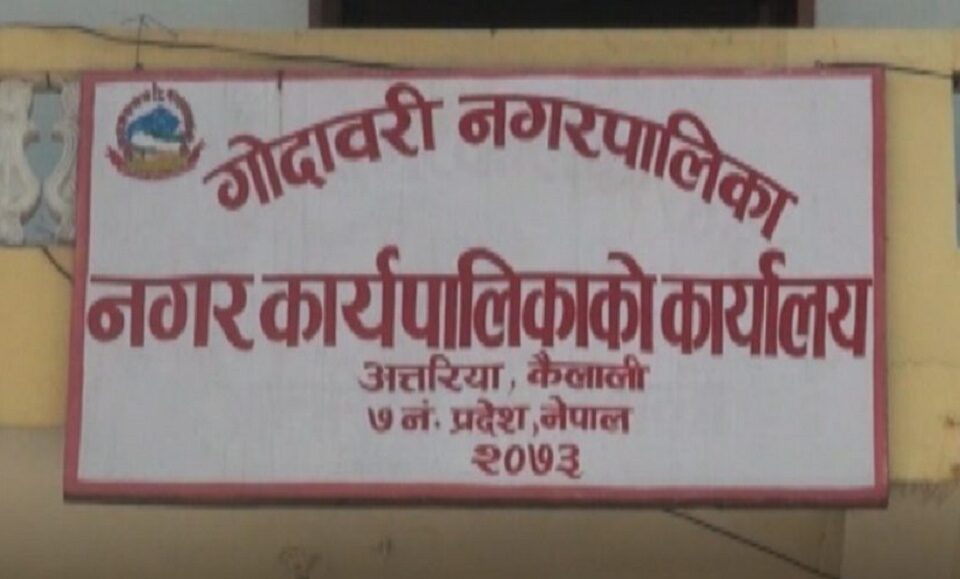 गोदावरी नगरपालिका
नगर कार्यपालिकाको कार्यालय
अत्तरिया, कैलाली
७ नं. प्रदेश, नेपाल
२०७३